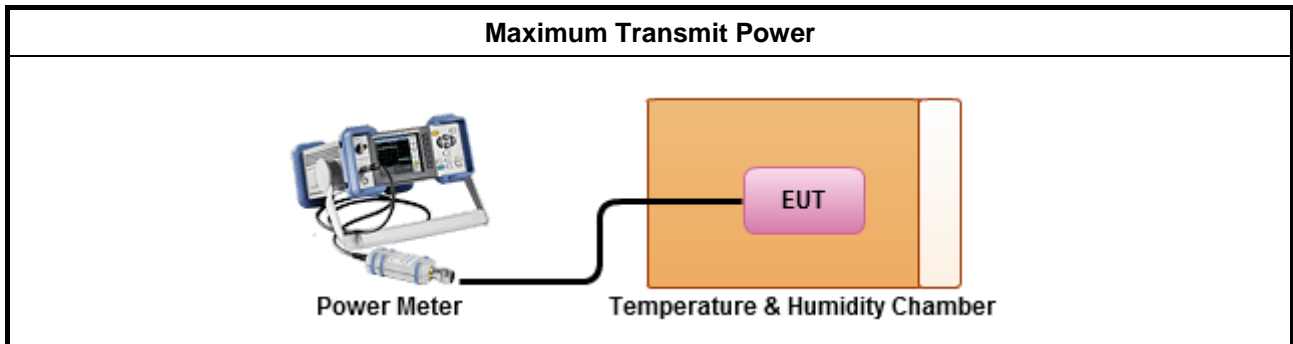 Maximum Transmit Power
EUT
Power Meter
Temperature & Humidity Chamber